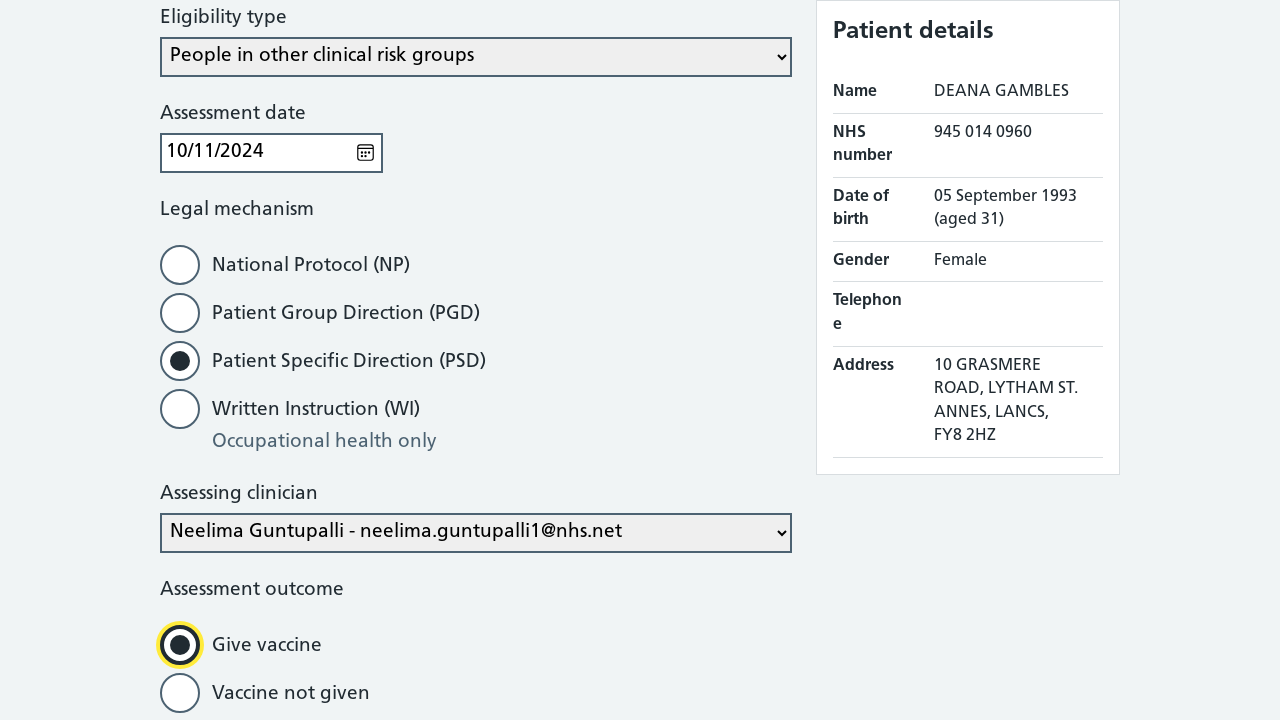 Eligibility type
People in other clinical risk groups
Assessment date
10/11/2024
Legal mechanism
National Protocol (NP)
Patient Group Direction (PGD)
Patient Specific Direction (PSD)
Written Instruction (WI)
Occupational health only
Assessing clinician
Neelima Guntupalli - neelima.guntupalli1@nhs.net
Assessment outcome
Give vaccine
Vaccine not given
Patient details
Name DEANA GAMBLES
NHS 945 014 0960
number
Date of 05 September 1993
birth (aged 31)
Gender Female
Telephon
e
Address 10 GRASMERE
ROAD, LYTHAM ST.
ANNES, LANCS,
FY8 2HZ